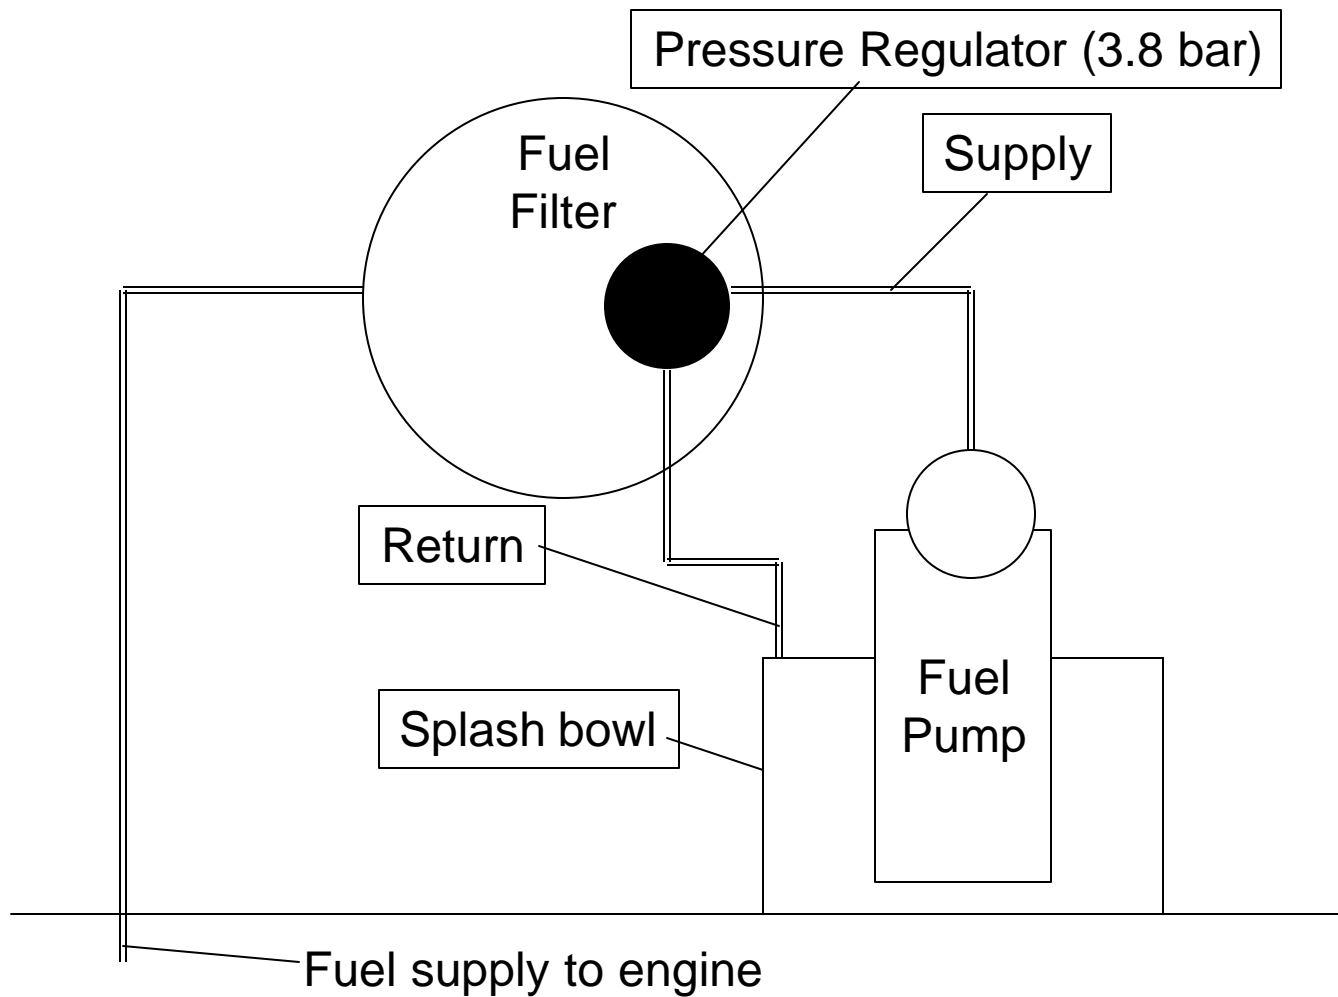 Pressure Regulator (3.8 bar)
Fuel
Filter
Supply
Return
Splash bowl
Fuel
Pump
Fuel supply to engine